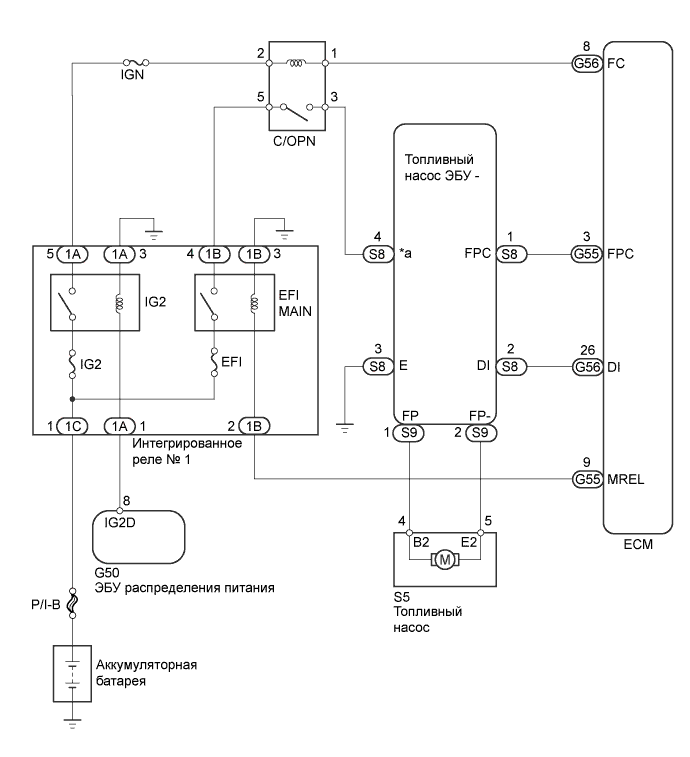 8
2 1
IGN G56 FC
5 3
C/OPN
Топливный
насос ЭБУ -
4 1 3
5 1A 1A 3 4 1B 1B 3 S8 *a FPC S8 G55 FPC
IG2 EFI
MAIN
3 2 26
IG2 EFI S8 E DI S8 G56 DI
FP FP-
1 1C 1A 1 2 1B 1 S9 2 S9
Интегрированное
реле № 1
9
G55 MREL
8
IG2D
4 5
B2 E2
M
ECM
G50
ЭБУ распределения питания
S5
Топливный
насос
P/I-B
Аккумуляторная
батарея